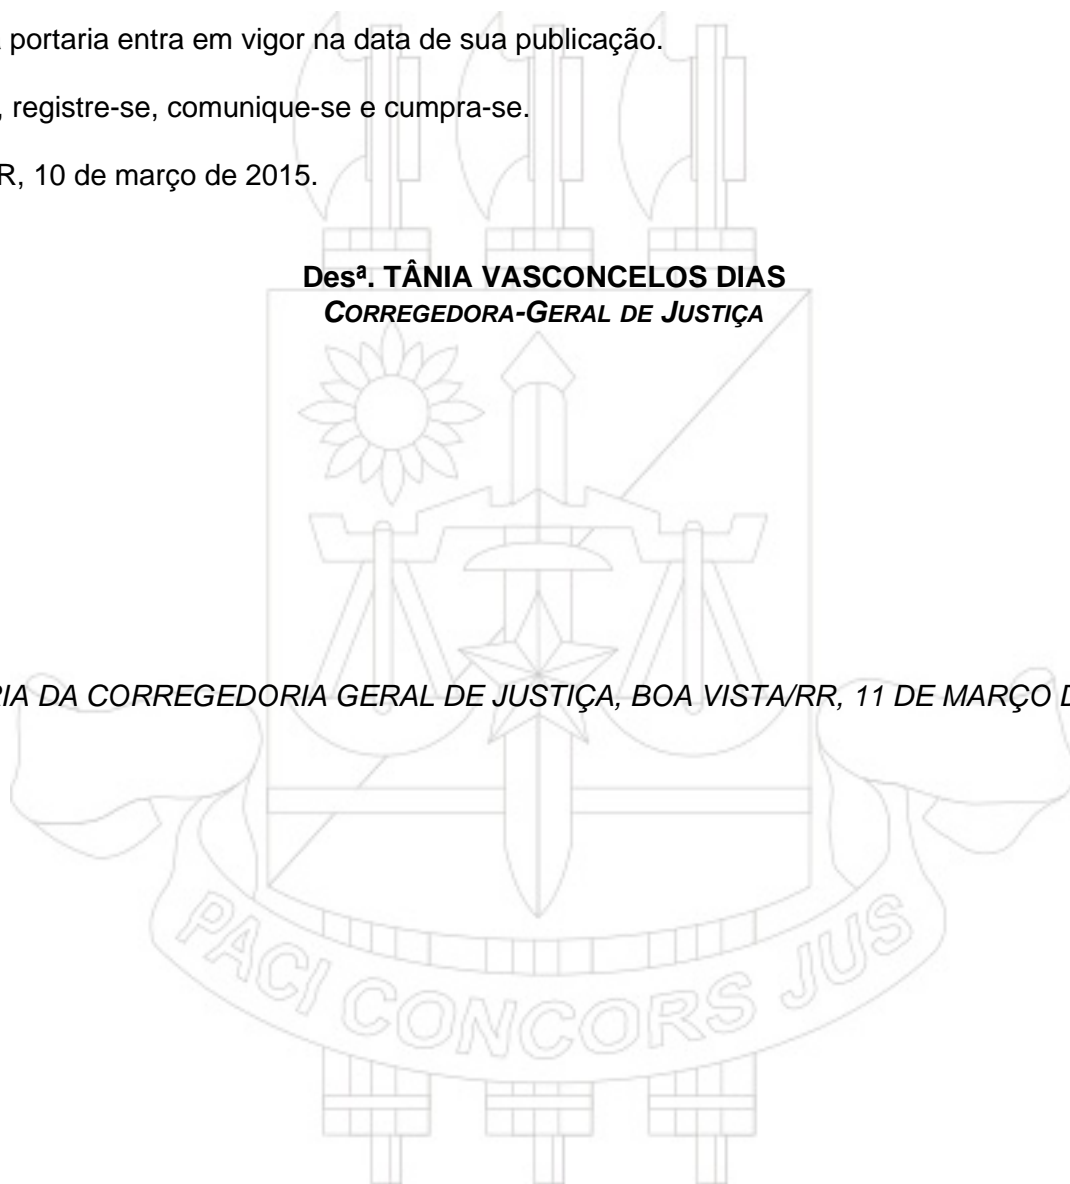 portaria entra em vigor na data de sua publicação.
, registre-se, comunique-se e cumpra-se.
R, 10 de março de 2015.
Desª. TÂNIA VASCONCELOS DIAS
CORREGEDORA-GERAL DE JUSTIÇA
RIA DA CORREGEDORIA GERAL DE JUSTIÇA, BOA VISTA/RR, 11 DE MARÇO D
PACI CONCORS JUS